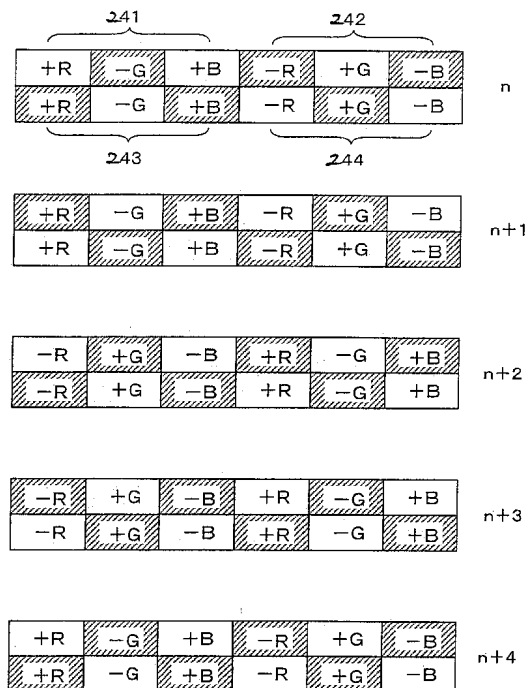 241 242
+R −G +B −R +G −B
n
+R −G +B −R +G −B
243 244
+R −G +B −R +G −B
n+1
+R −G +B −R +G −B
−R +G −B +R −G +B
n+2
−R +G −B +R −G +B
−R +G −B +R −G +B
n+3
−R +G −B +R −G +B
+R −G +B −R +G −B
n+4
+R −G +B −R +G −B